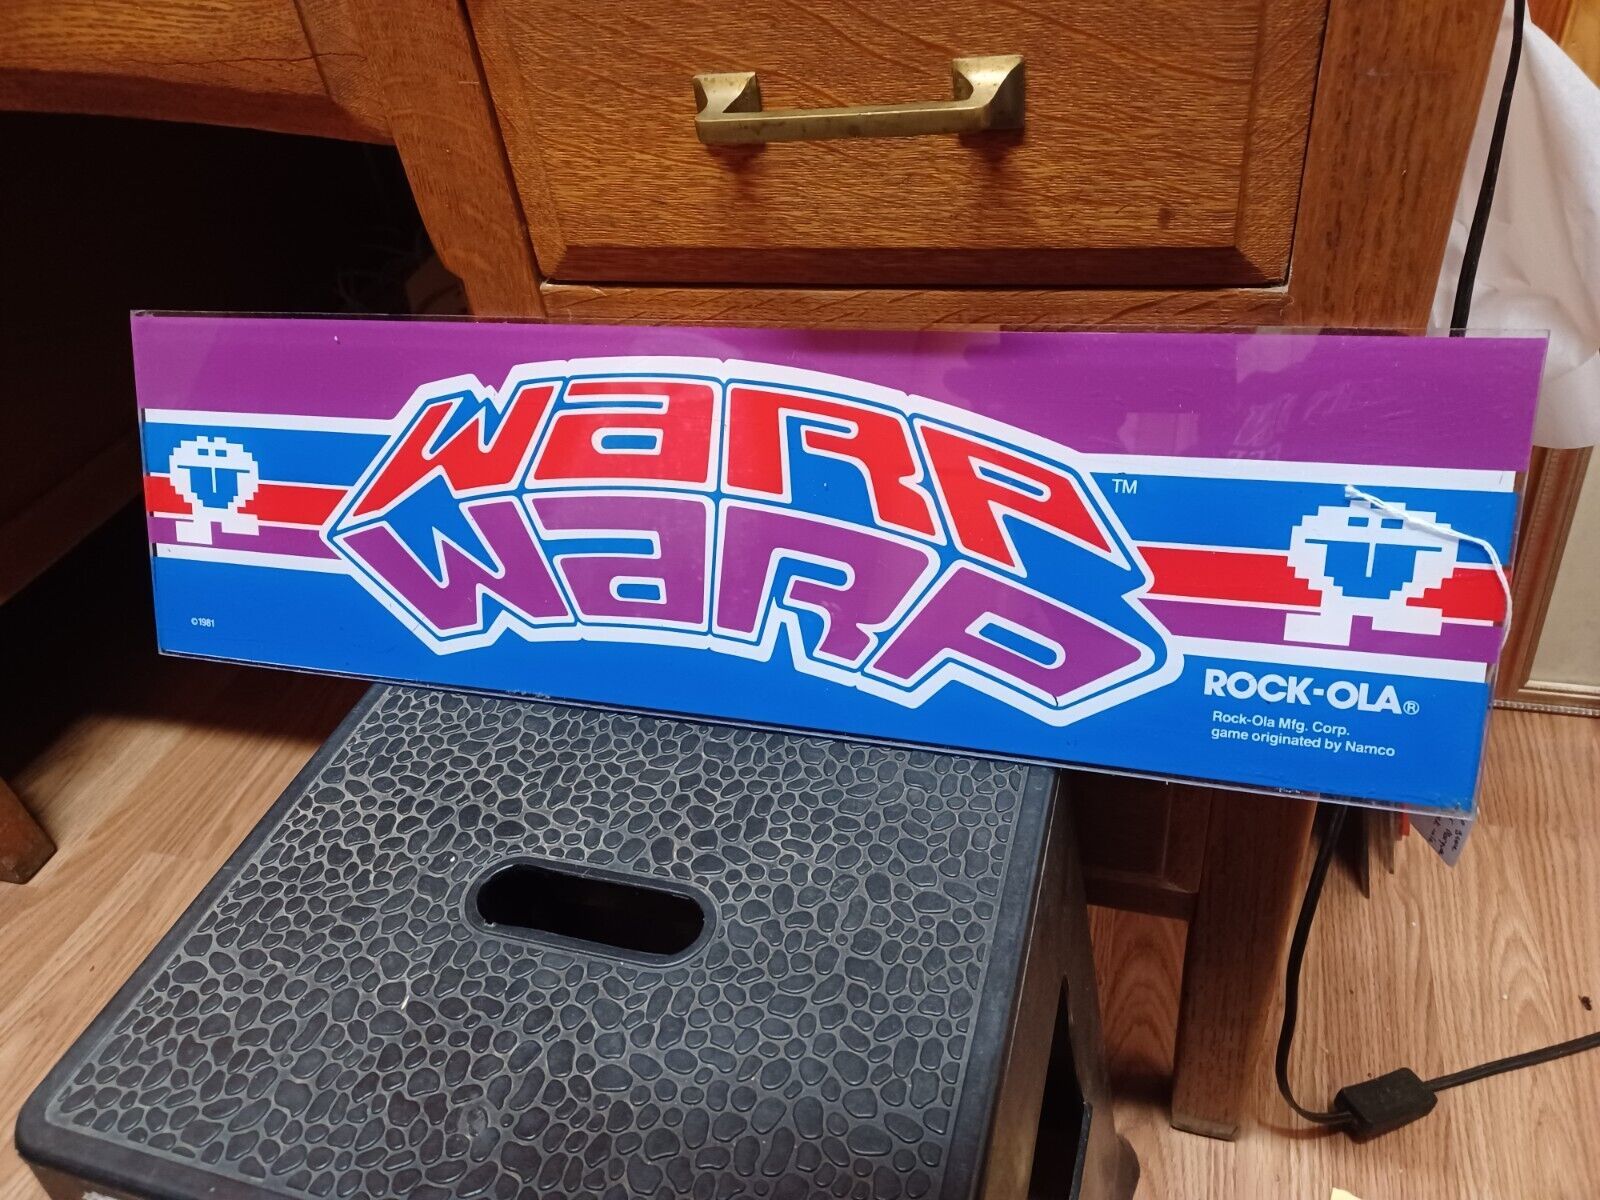 WARP
WARP
TM
©1981
ROCK-OLA®
Rock-Ola Mfg. Corp.
game originated by Namco